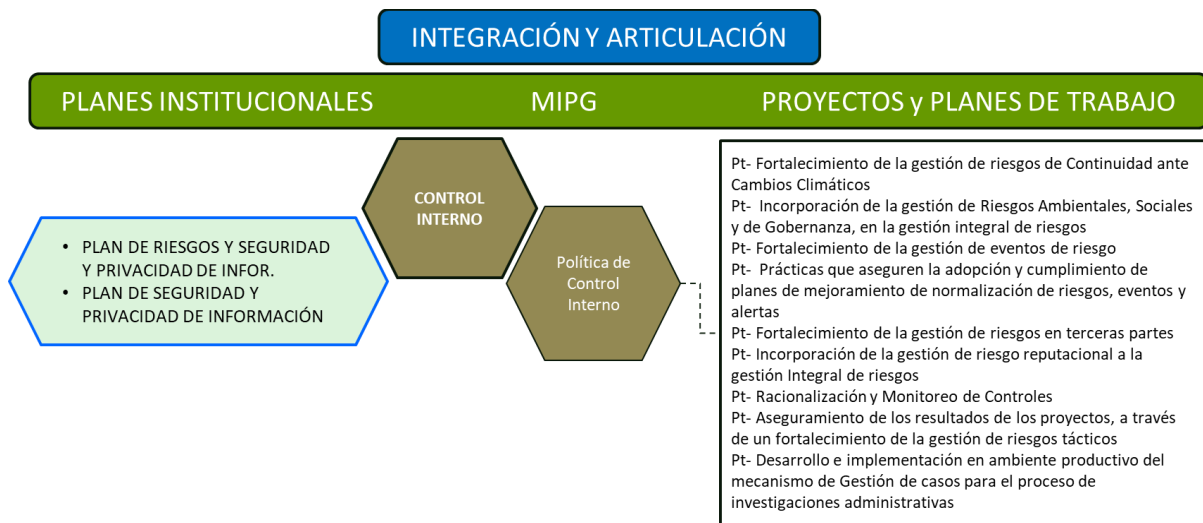 INTEGRACIÓN Y ARTICULACIÓN
PLANES INSTITUCIONALES
MIPG
PROYECTOS y PLANES DE TRABAJO
• PLAN DE RIESGOS Y SEGURIDAD
Y PRIVACIDAD DE INFOR.
• PLAN DE SEGURIDAD Y
PRIVACIDAD DE INFORMACIÓN
CONTROL
INTERNO
Política de
Control
Interno
Pt- Fortalecimiento de la gestión de riesgos de Continuidad ante
Cambios Climáticos
Pt- Incorporación de la gestión de Riesgos Ambientales, Sociales
y de Gobernanza, en la gestión integral de riesgos
Pt- Fortalecimiento de la gestión de eventos de riesgo
Pt- Prácticas que aseguren la adopción y cumplimiento de
planes de mejoramiento de normalización de riesgos, eventos y
alertas
Pt- Fortalecimiento de la gestión de riesgos en terceras partes
Pt- Incorporación de la gestión de riesgo reputacional a la
gestión Integral de riesgos
Pt- Racionalización y Monitoreo de Controles
Pt- Aseguramiento de los resultados de los proyectos, a través
de un fortalecimiento de la gestión de riesgos tácticos
Pt- Desarrollo e implementación en ambiente productivo del
mecanismo de Gestión de casos para el proceso de
investigaciones administrativas